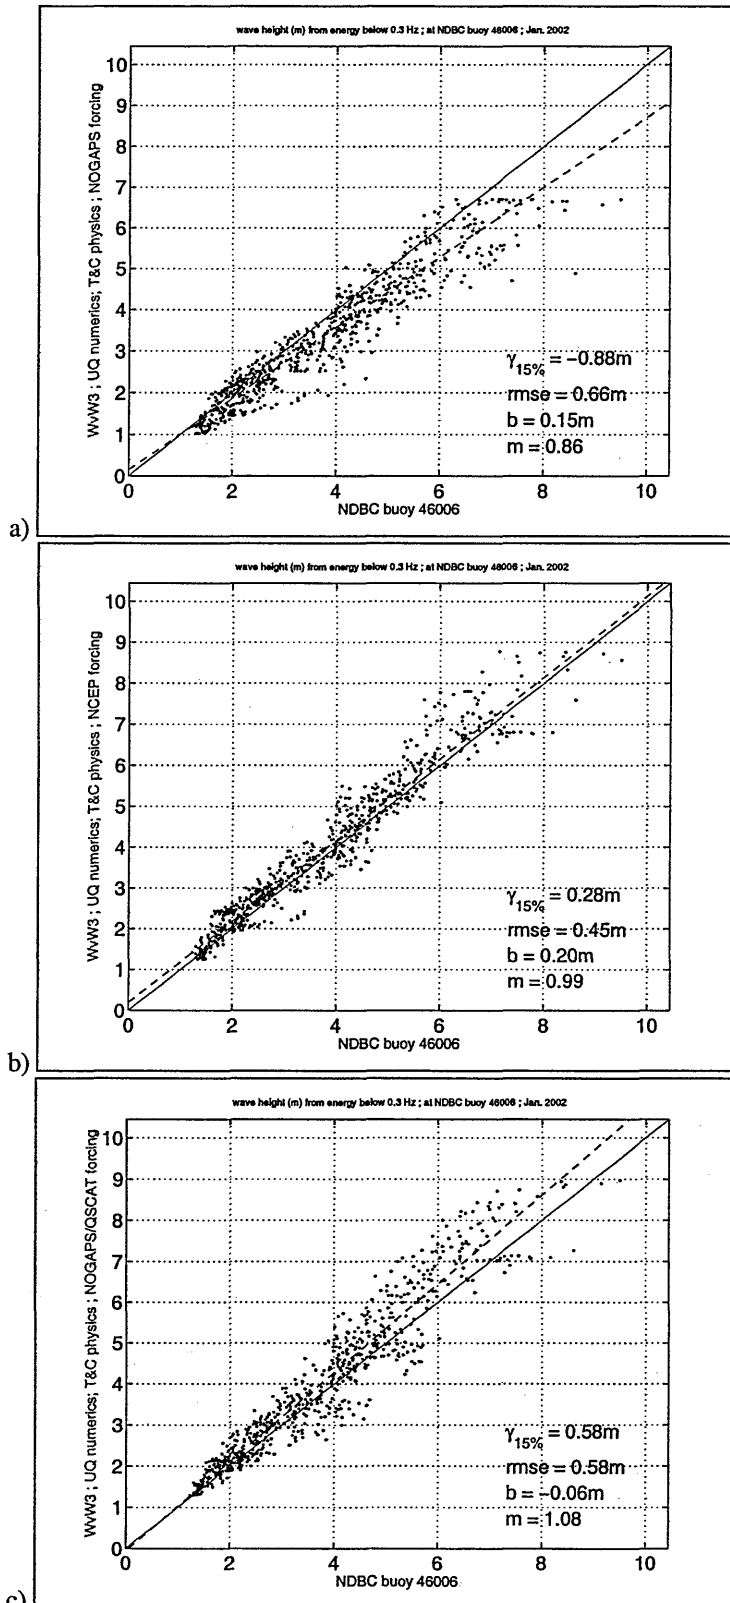 wave height (m) from energy below 0.3 Hz ; at NDBC buoy 46006 ; Jan. 2002
WvW3 ; UQ numerics; T&C physics ; NOGAPS forcing
10
9
8
7
6
5
4
3
2
1
0
γ15% = −0.88m
rmse = 0.66m
b = 0.15m
m = 0.86
0 2 4 6 8 10
NDBC buoy 46006
a)
wave height (m) from energy below 0.3 Hz ; at NDBC buoy 46006 ; Jan. 2002
WvW3 ; UQ numerics; T&C physics ; NCEP forcing
10
9
8
7
6
5
4
3
2
1
0
γ15% = 0.28m
rmse = 0.45m
b = 0.20m
m = 0.99
0 2 4 6 8 10
NDBC buoy 46006
b)
wave height (m) from energy below 0.3 Hz ; at NDBC buoy 46006 ; Jan. 2002
WvW3 ; UQ numerics; T&C physics ; NOGAPS/QSCAT forcing
10
9
8
7
6
5
4
3
2
1
0
γ15% = 0.58m
rmse = 0.58m
b = −0.06m
m = 1.08
0 2 4 6 8 10
NDBC buoy 46006
c)